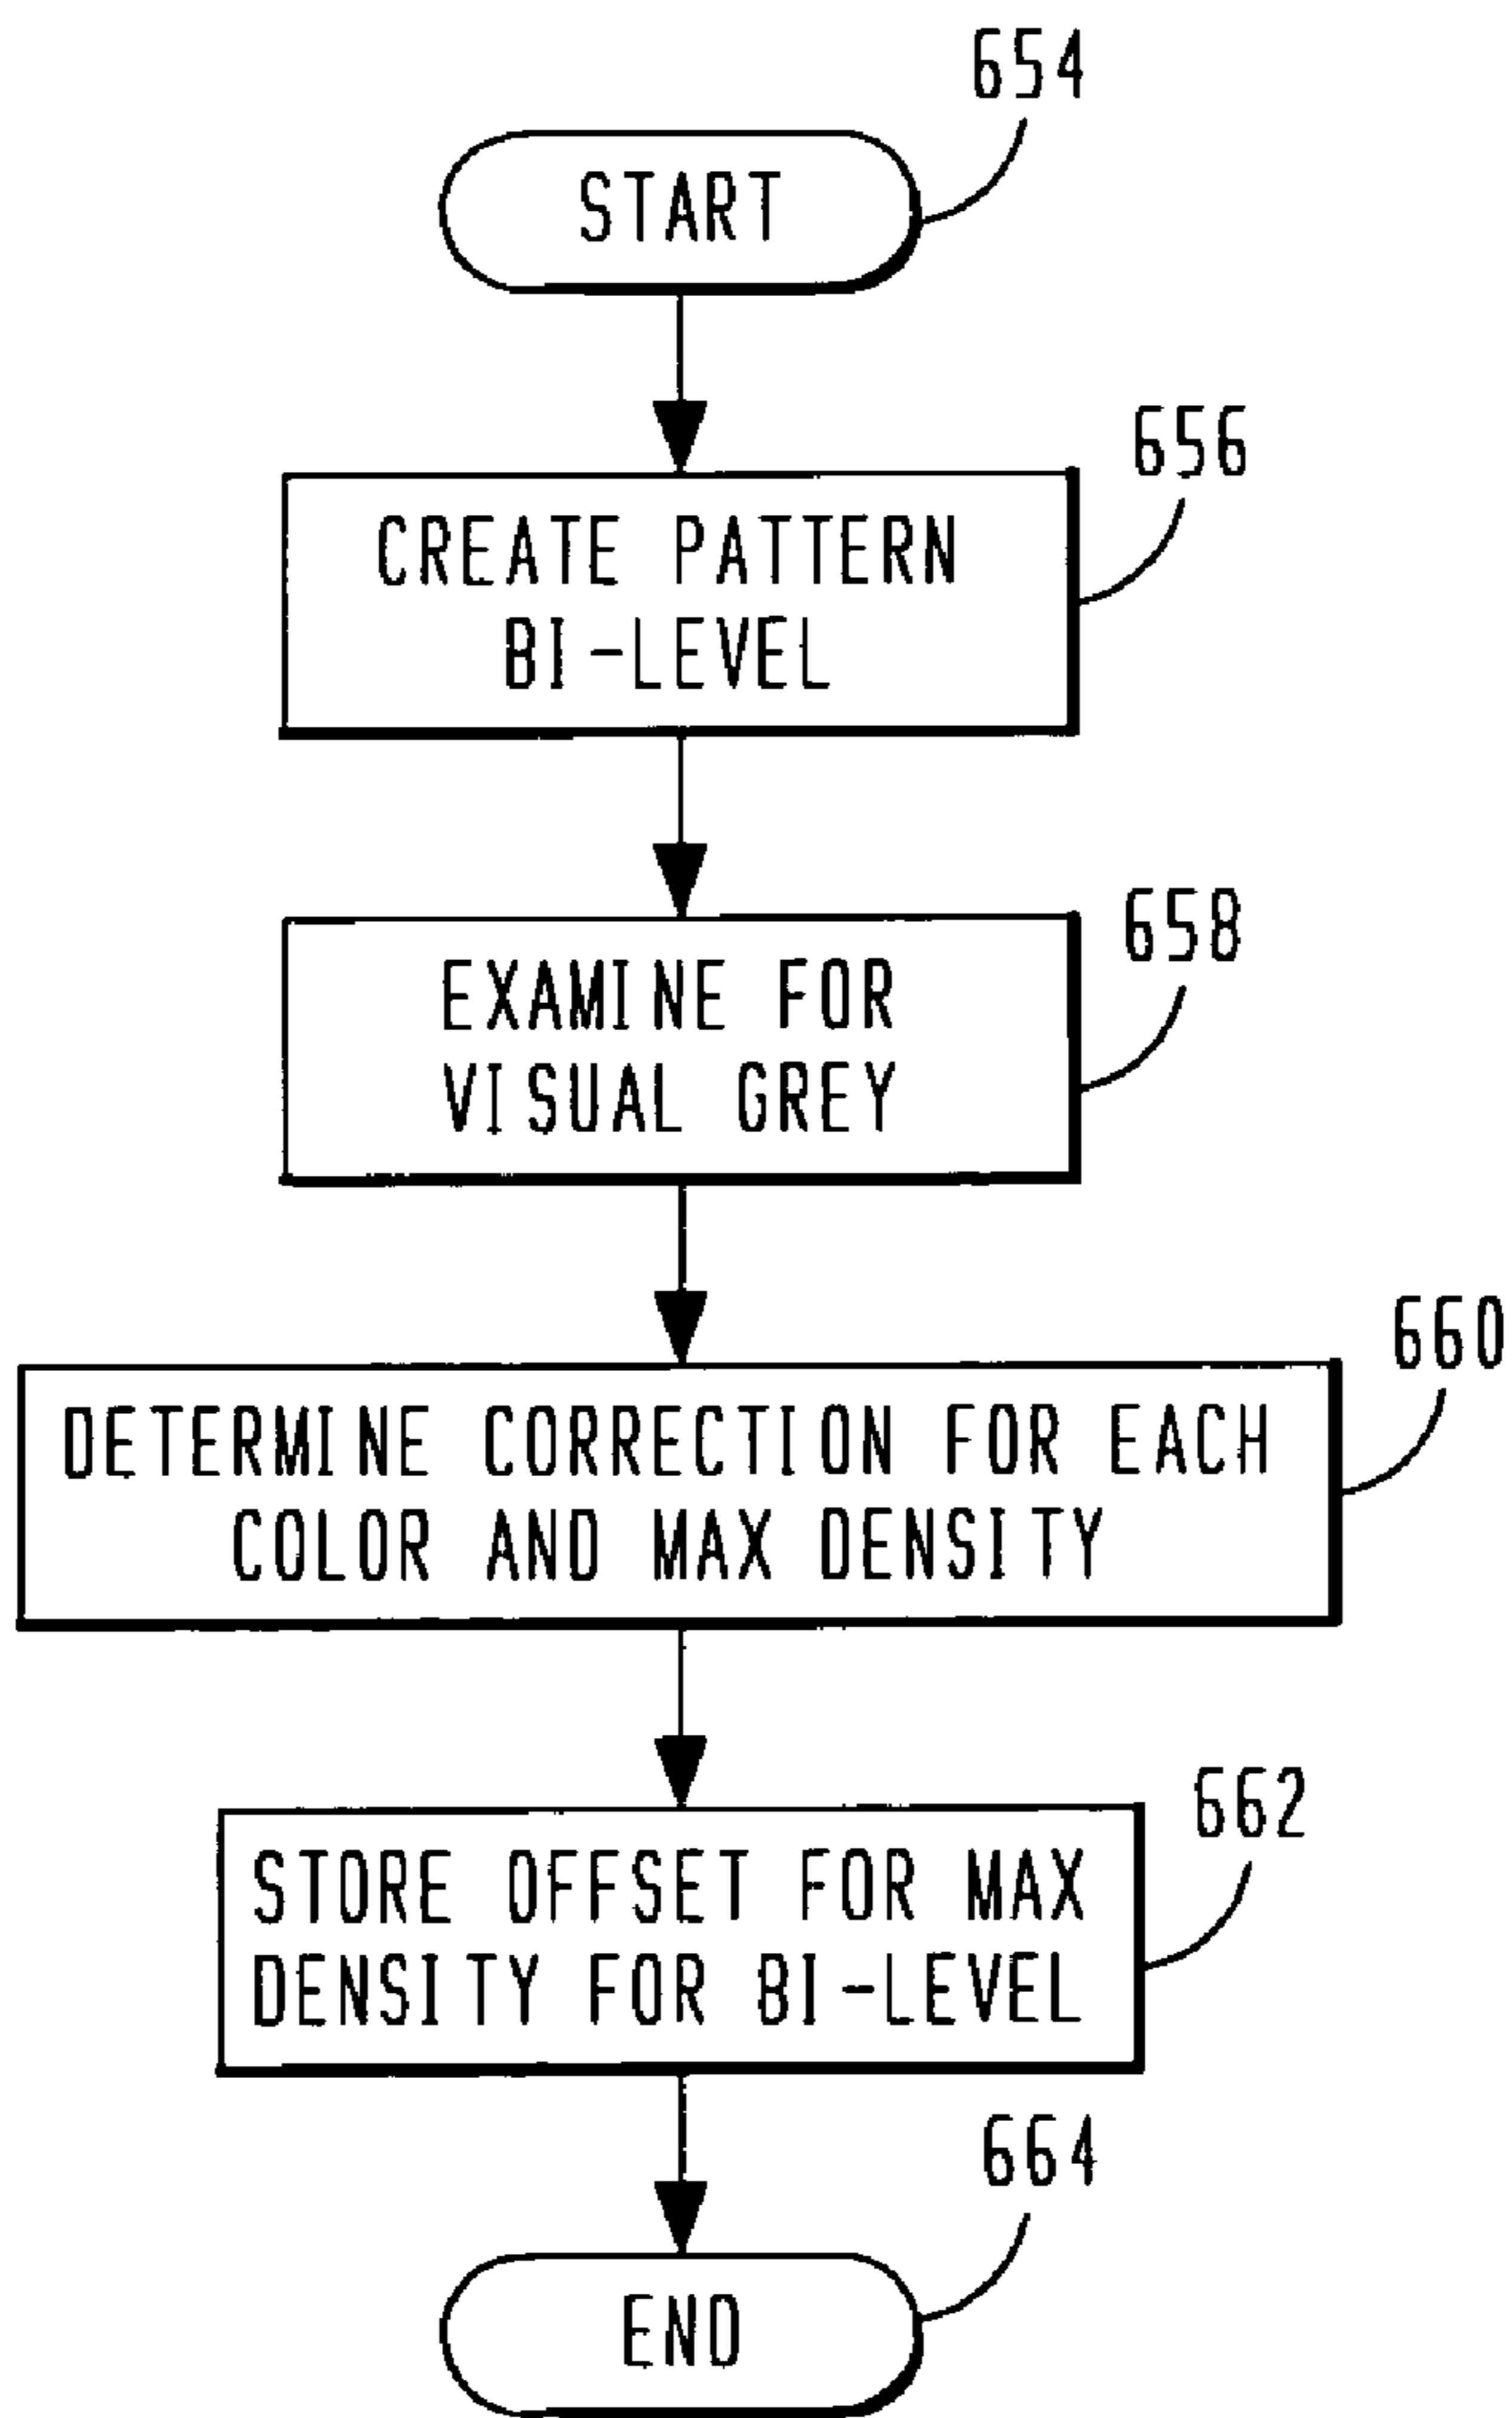 654
START
656
CREATE PATTERN
BI-LEVEL
658
EXAMINE FOR
VISUAL GREY
660
DETERMINE CORRECTION FOR EACH
COLOR AND MAX DENSITY
662
STORE OFFSET FOR MAX
DENSITY FOR BI-LEVEL
664
END